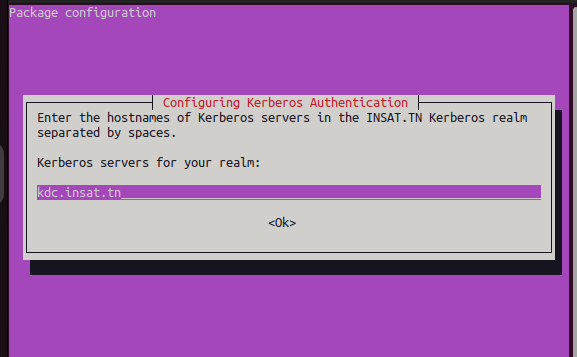 Package configuration
Configuring Kerberos Authentication
Enter the hostnames of Kerberos servers in the INSAT.TN Kerberos realm
separated by spaces.
Kerberos servers for your realm:
kdc.insat.tn
<Ok>